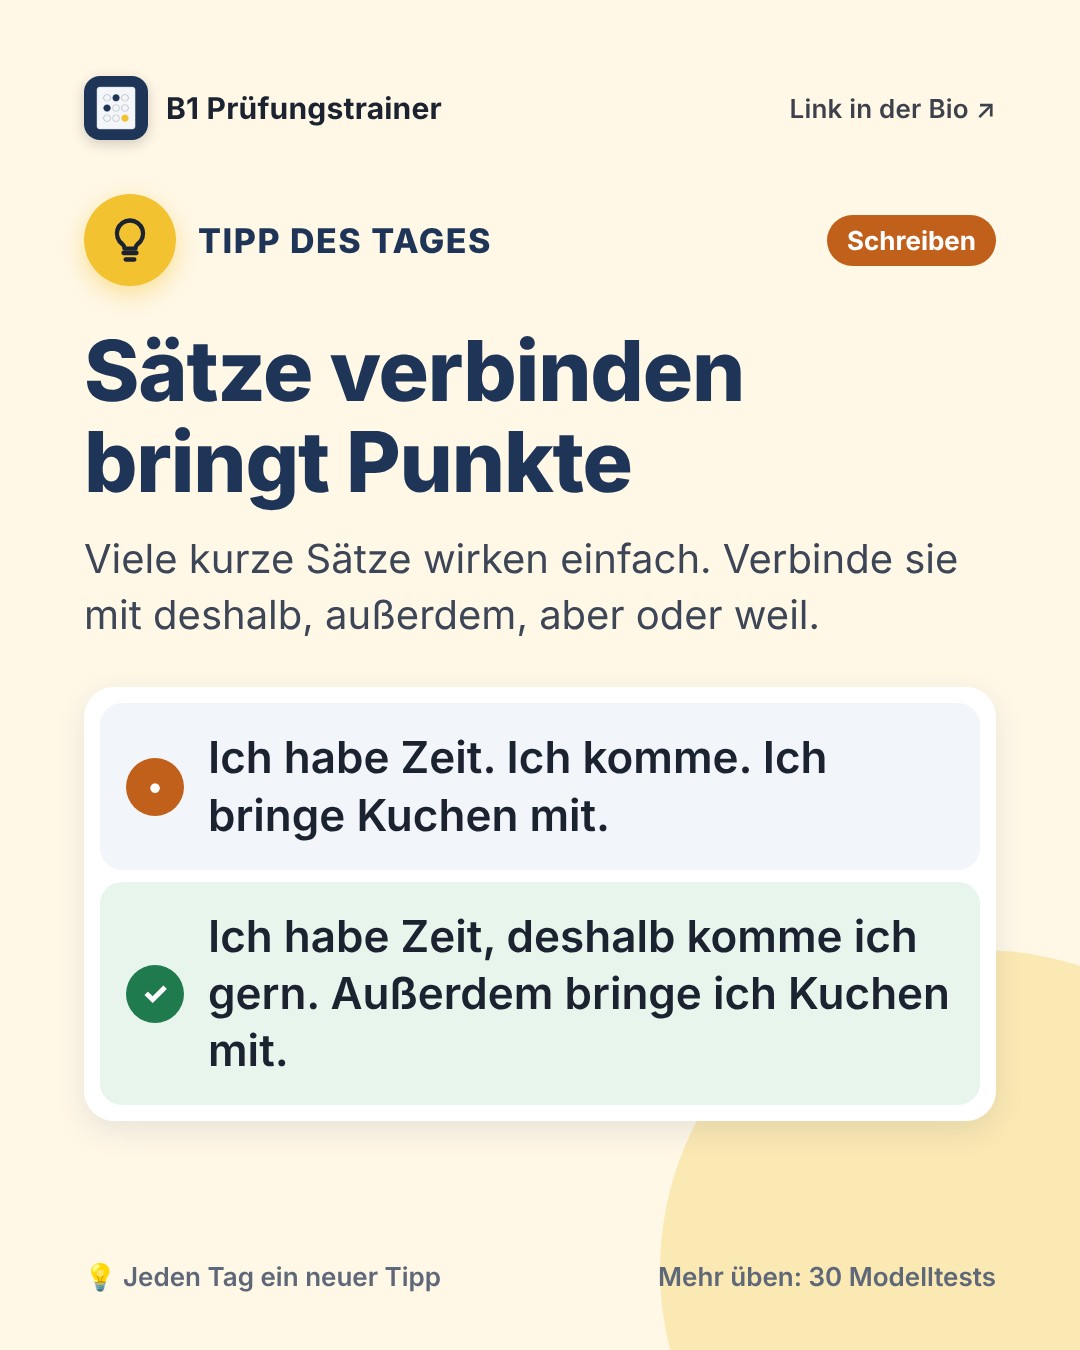 B1 Prüfungstrainer
Link in der Bio ↗
TIPP DES TAGES
Schreiben
Sätze verbinden
bringt Punkte
Viele kurze Sätze wirken einfach. Verbinde sie
mit deshalb, außerdem, aber oder weil.
Ich habe Zeit. Ich komme. Ich
bringe Kuchen mit.
Ich habe Zeit, deshalb komme ich
gern. Außerdem bringe ich Kuchen
mit.
💡 Jeden Tag ein neuer Tipp
Mehr üben: 30 Modelltests